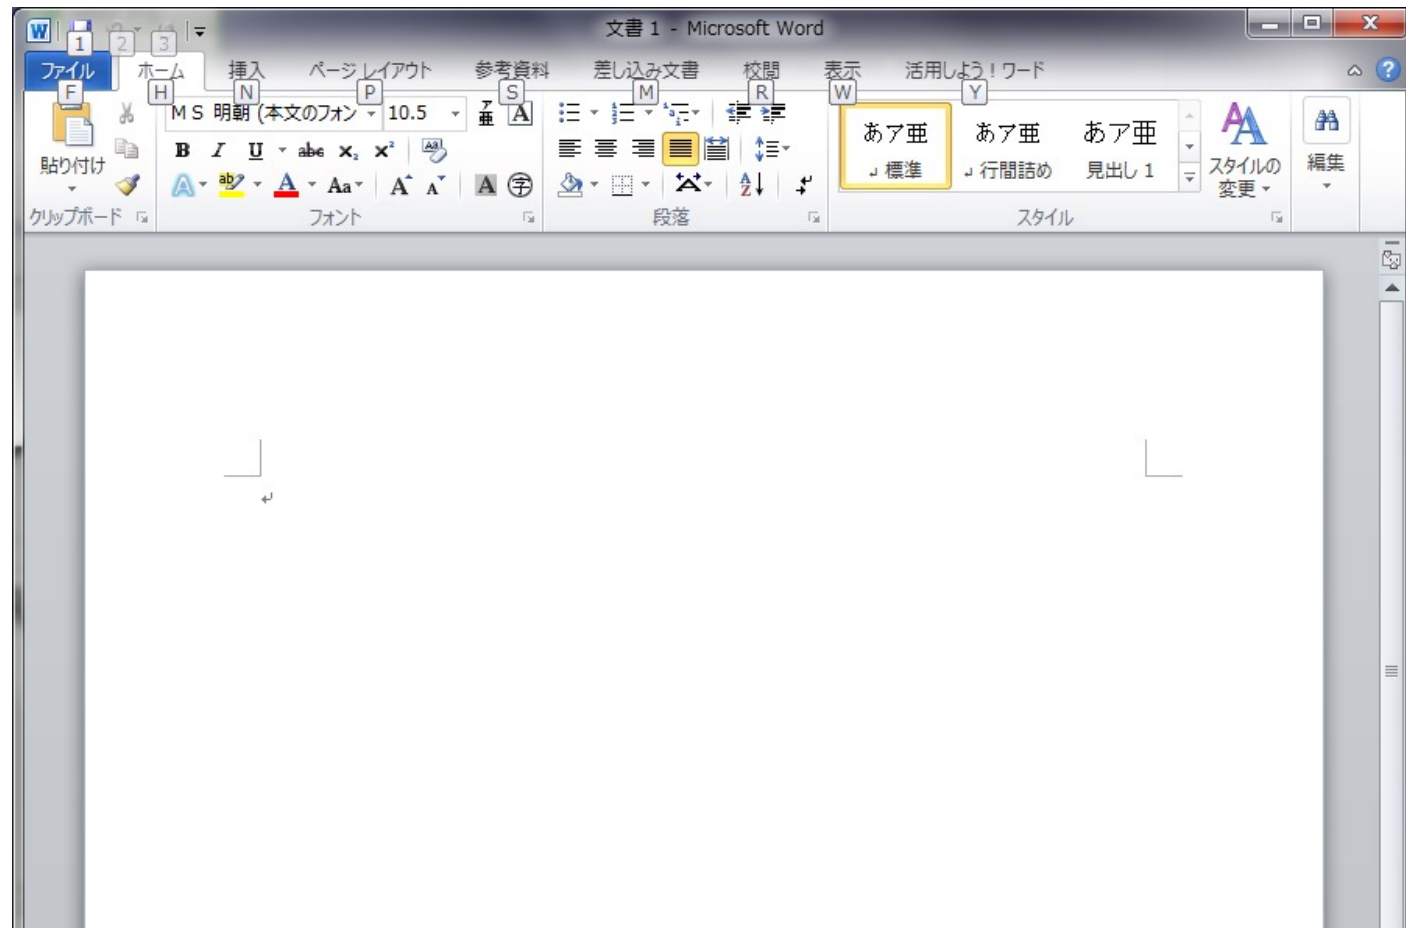 文書 1 - Microsoft Word
1 2 3
ファイル ホーム 挿入 ページ レイアウト 参考資料 差し込み文書 校閲 表示 活用しよう！ワード
F H N P S M R W Y
貼り付け
クリップボード
ＭＳ 明朝 (本文のフォン 10.5
フォント
段落
あア亜 あア亜 あア亜
標準 行間詰め 見出し 1
スタイルの
変更
スタイル
編集